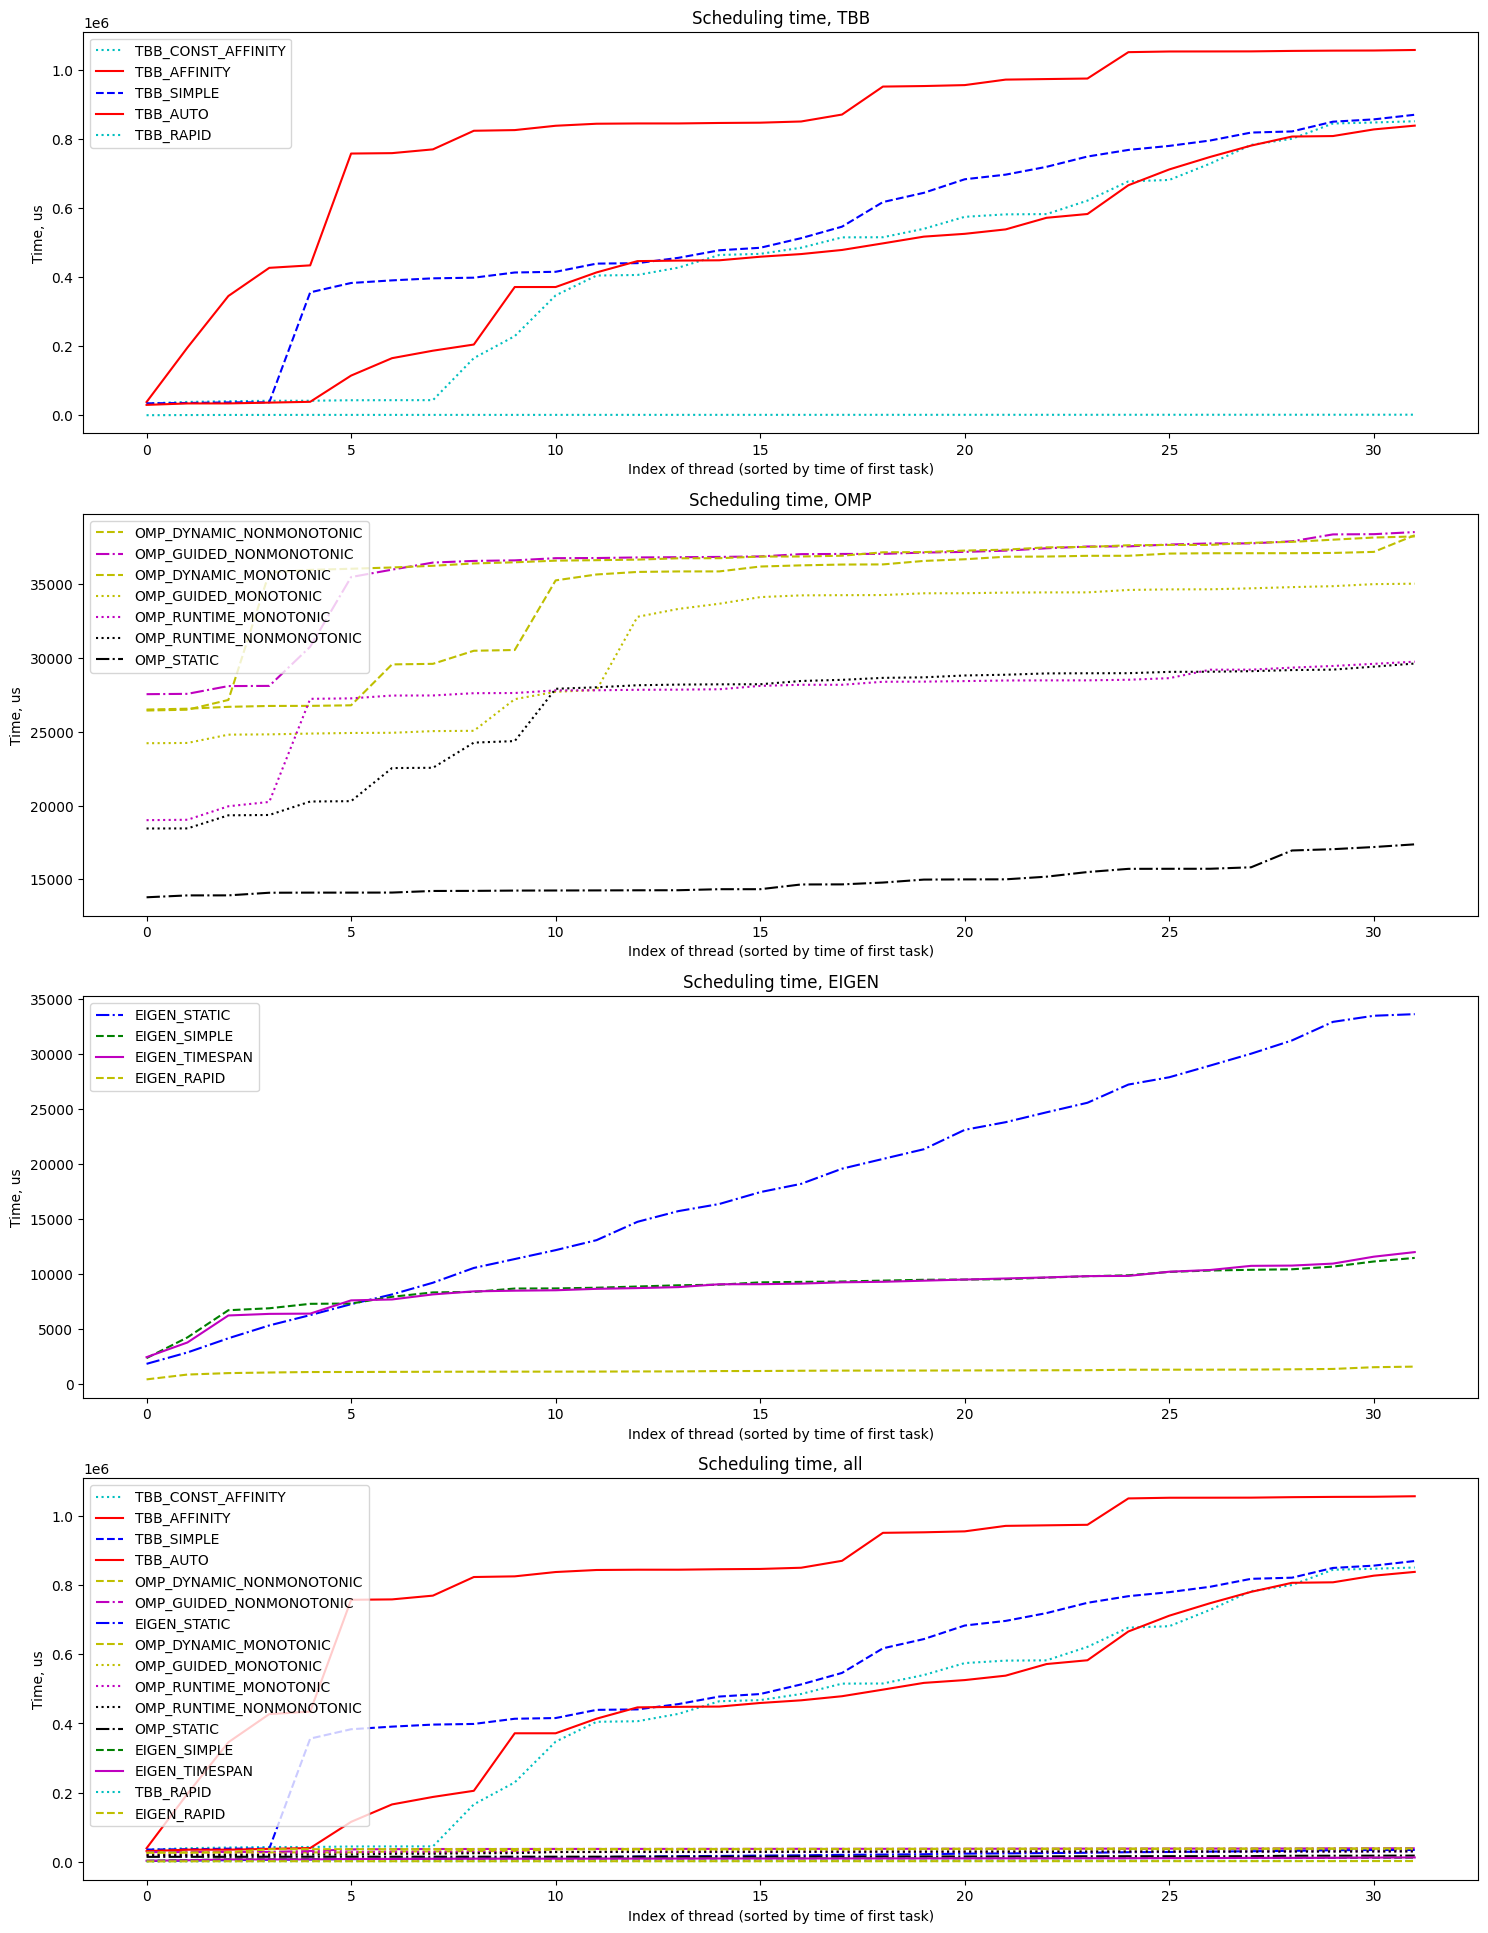 Scheduling time, TBB
1e6
TBB_CONST_AFFINITY
TBB_AFFINITY
TBB_SIMPLE
TBB_AUTO
TBB_RAPID
1.0
0.8
0.6
0.4
0.2
0.0
Time, us
0 5 10 15 20 25 30
Index of thread (sorted by time of first task)
Scheduling time, OMP
OMP_DYNAMIC_NONMONOTONIC
OMP_GUIDED_NONMONOTONIC
OMP_DYNAMIC_MONOTONIC
OMP_GUIDED_MONOTONIC
OMP_RUNTIME_MONOTONIC
OMP_RUNTIME_NONMONOTONIC
OMP_STATIC
35000
30000
25000
20000
15000
Time, us
0 5 10 15 20 25 30
Index of thread (sorted by time of first task)
Scheduling time, EIGEN
EIGEN_STATIC
EIGEN_SIMPLE
EIGEN_TIMESPAN
EIGEN_RAPID
35000
30000
25000
20000
15000
10000
5000
0
Time, us
0 5 10 15 20 25 30
Index of thread (sorted by time of first task)
Scheduling time, all
1e6
TBB_CONST_AFFINITY
TBB_AFFINITY
TBB_SIMPLE
TBB_AUTO
OMP_DYNAMIC_NONMONOTONIC
OMP_GUIDED_NONMONOTONIC
EIGEN_STATIC
OMP_DYNAMIC_MONOTONIC
OMP_GUIDED_MONOTONIC
OMP_RUNTIME_MONOTONIC
OMP_RUNTIME_NONMONOTONIC
OMP_STATIC
EIGEN_SIMPLE
EIGEN_TIMESPAN
TBB_RAPID
EIGEN_RAPID
1.0
0.8
0.6
0.4
0.2
0.0
Time, us
0 5 10 15 20 25 30
Index of thread (sorted by time of first task)